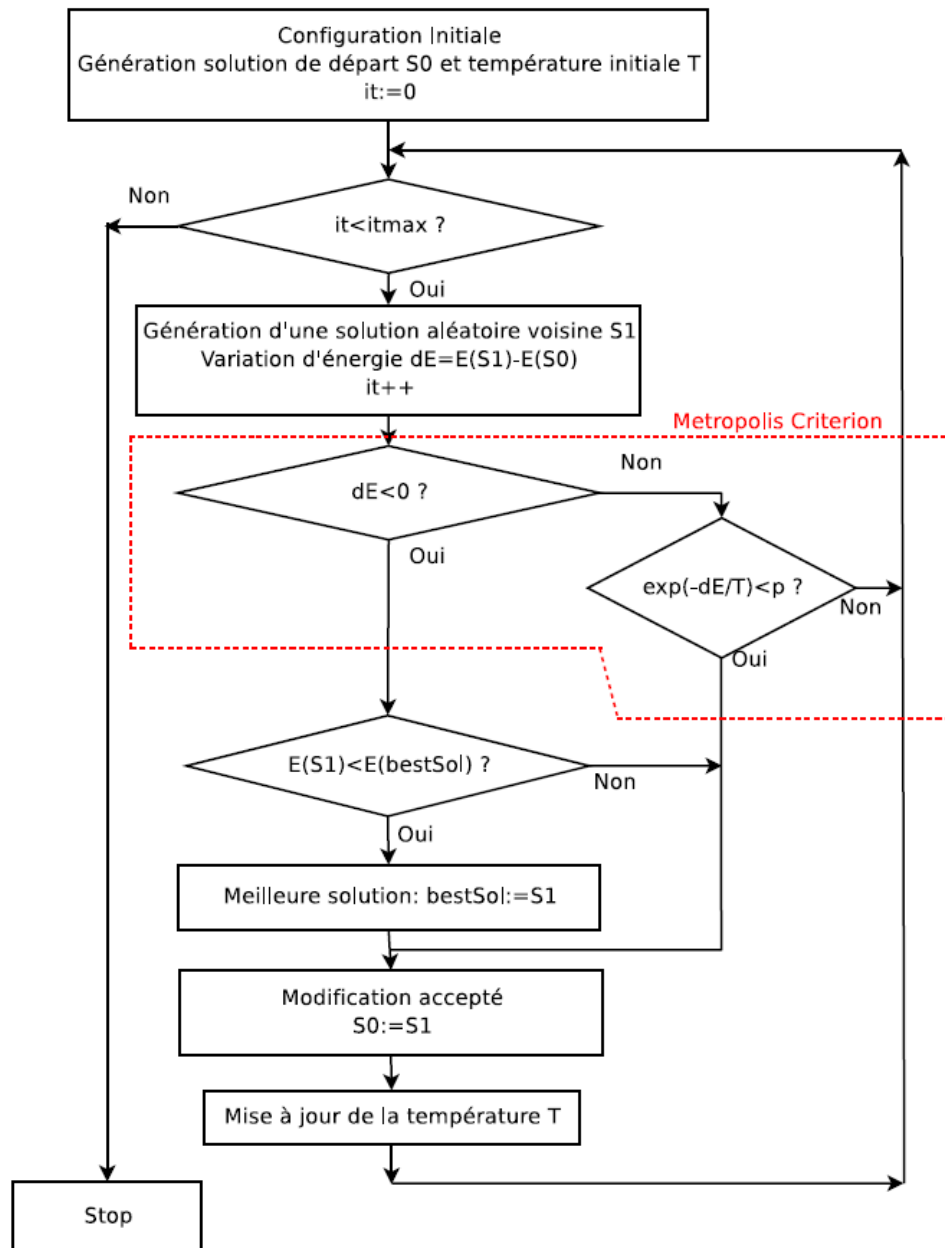 Configuration Initiale
Génération solution de départ S0 et température initiale T
it:=0
Non
it<itmax ?
Oui
Génération d'une solution aléatoire voisine S1
Variation d'énergie dE=E(S1)-E(S0)
it++
Metropolis Criterion
Non
dE<0 ?
Oui
exp(-dE/T)<p ?
Non
Oui
E(S1)<E(bestSol) ?
Non
Oui
Meilleure solution: bestSol:=S1
Modification accepté
S0:=S1
Mise à jour de la température T
Stop